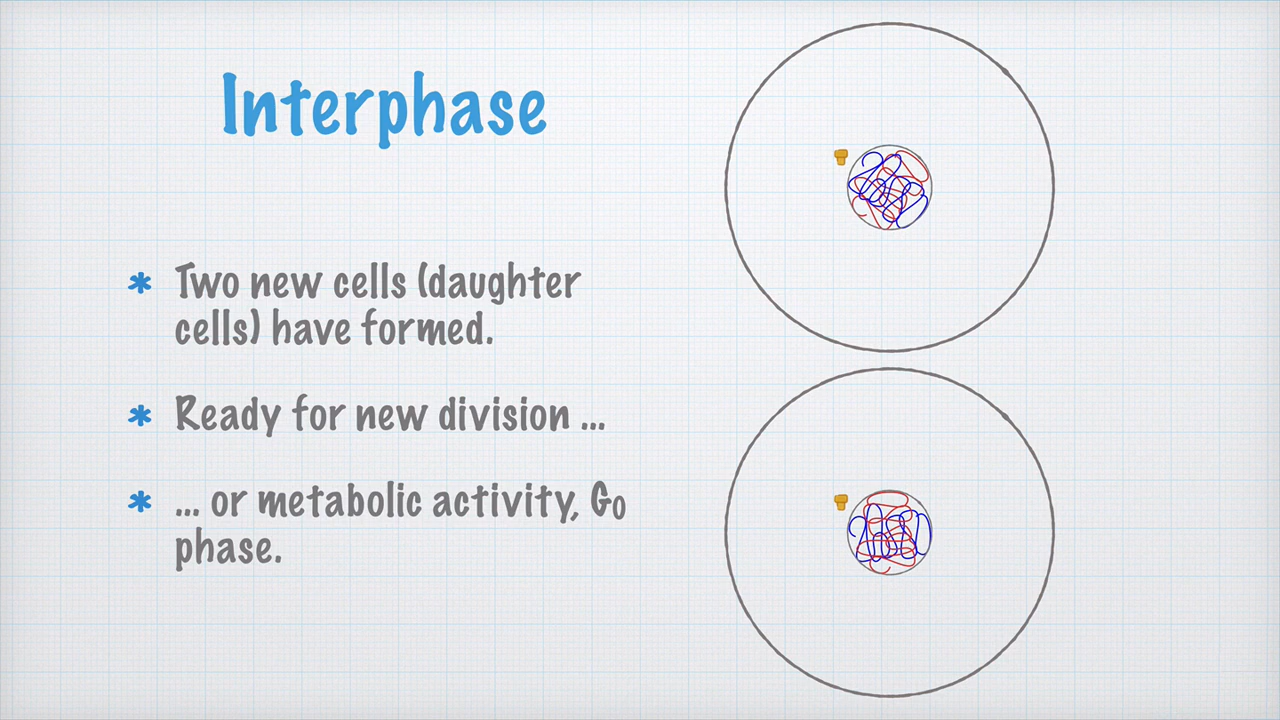 Interphase
* Two new cells (daughter
cells) have formed.
* Ready for new division ...
* ... or metabolic activity, G₀
phase.